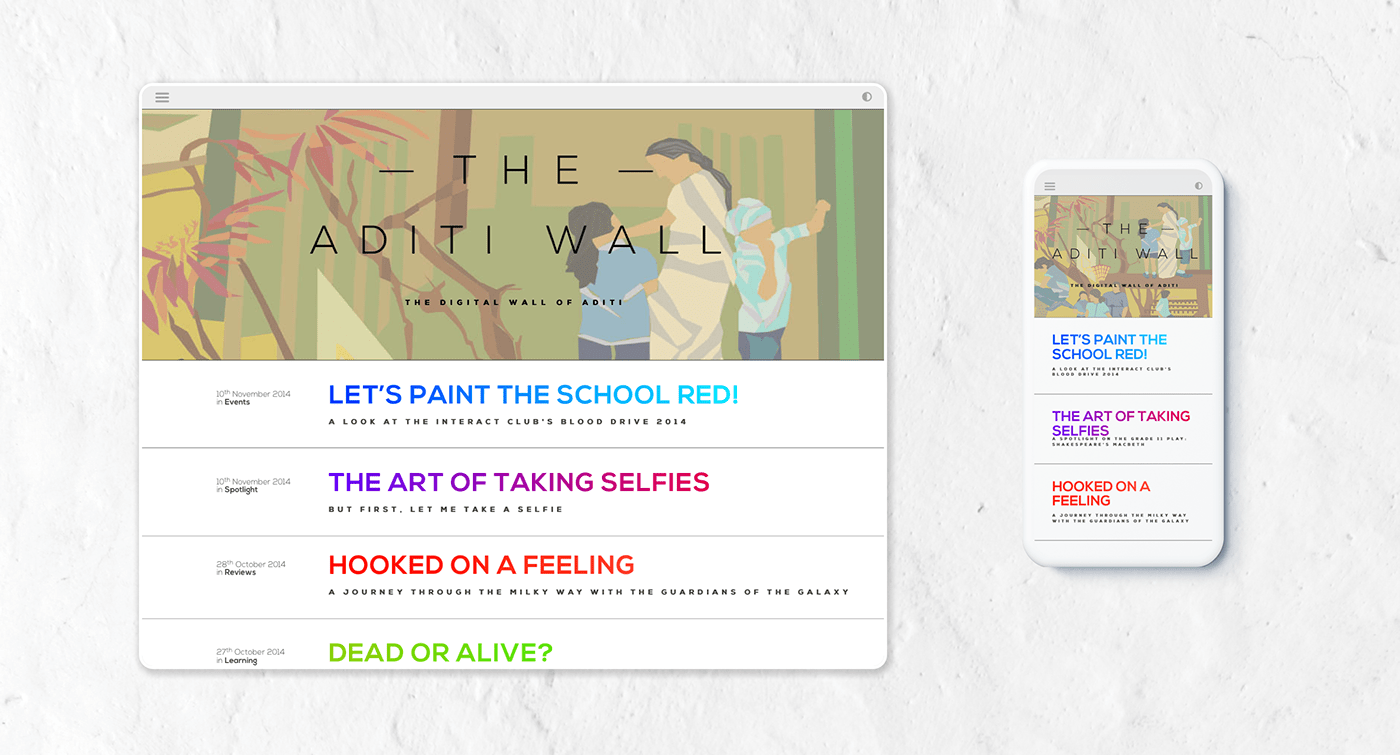 — THE —
ADITI WALL
THE DIGITAL WALL OF ADITI
10th November 2014
in Events
LET'S PAINT THE SCHOOL RED!
A LOOK AT THE INTERACT CLUB'S BLOOD DRIVE 2014
10th November 2014
in Spotlight
THE ART OF TAKING SELFIES
BUT FIRST, LET ME TAKE A SELFIE
28th October 2014
in Reviews
HOOKED ON A FEELING
A JOURNEY THROUGH THE MILKY WAY WITH THE GUARDIANS OF THE GALAXY
27th October 2014
in Learning
DEAD OR ALIVE?
— THE —
ADITI WALL
THE DIGITAL WALL OF ADITI
LET'S PAINT THE
SCHOOL RED!
A LOOK AT THE INTERACT CLUB'S
BLOOD DRIVE 2014
THE ART OF TAKING
SELFIES
A SPOTLIGHT ON THE GRADE 11 PLAY:
SHAKESPEARE'S MACBETH
HOOKED ON A
FEELING
A JOURNEY THROUGH THE MILKY WAY
WITH THE GUARDIANS OF THE GALAXY